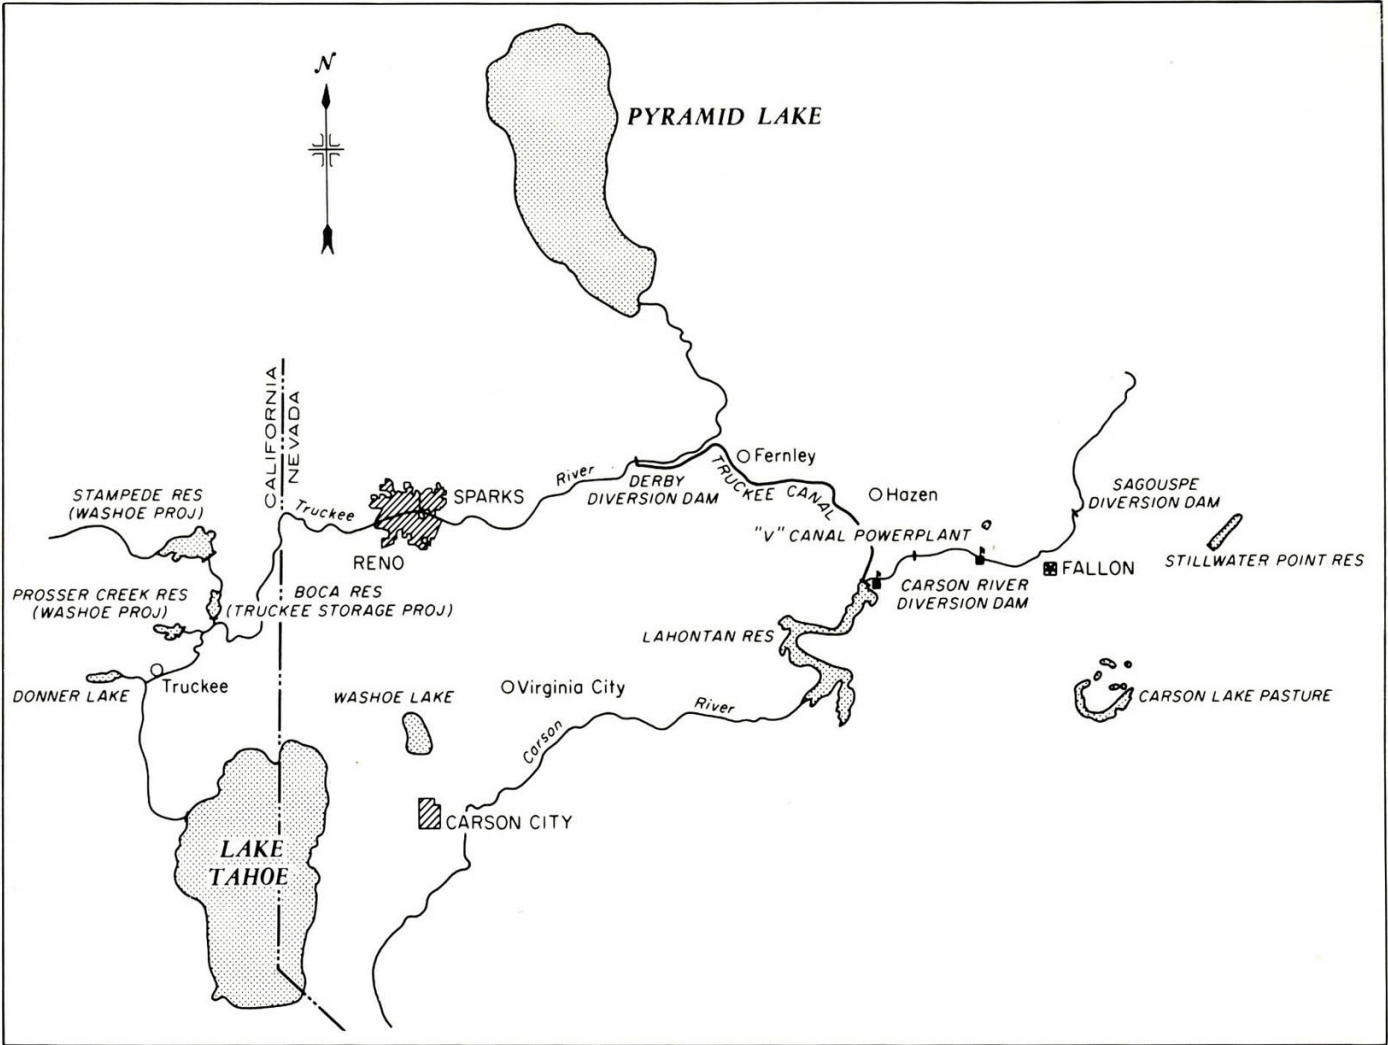 N
PYRAMID LAKE
CALIFORNIA
NEVADA
STAMPEDE RES
(WASHOE PROJ)
Truckee
River
SPARKS
RENO
DERBY
DIVERSION DAM
Fernley
TRUCKEE CANAL
Hazen
"V" CANAL POWERPLANT
SAGOUSPE
DIVERSION DAM
STILLWATER POINT RES
FALLON
CARSON RIVER
DIVERSION DAM
PROSSER CREEK RES
(WASHOE PROJ)
BOCA RES
(TRUCKEE STORAGE PROJ)
LAHONTAN RES
DONNER LAKE
Truckee
WASHOE LAKE
Virginia City
Carson
River
CARSON LAKE PASTURE
CARSON CITY
LAKE
TAHOE